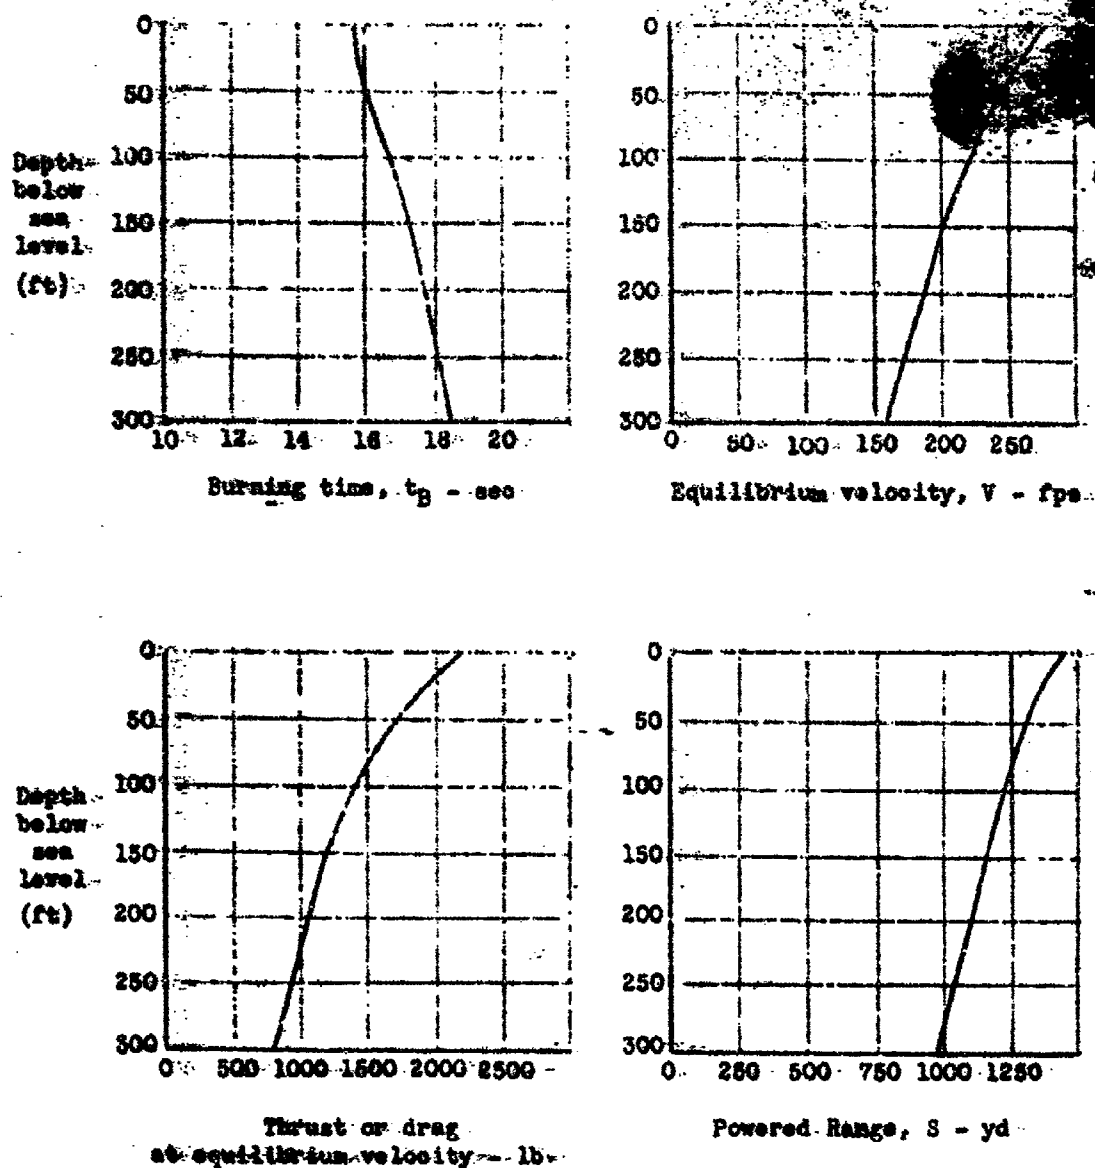 0
50
100
150
200
250
300
Depth
below
sea
level
(ft)
10 12 14 16 18 20
Burning time, tB - sec
0
50
100
150
200
250
300
0 50 100 150 200 250
Equilibrium velocity, V - fps
0
50
100
150
200
250
300
Depth
below
sea
level
(ft)
0 500 1000 1500 2000 2500
Thrust or drag
at equilibrium velocity - lb
0
50
100
150
200
250
300
0 250 500 750 1000 1250
Powered Range, S - yd